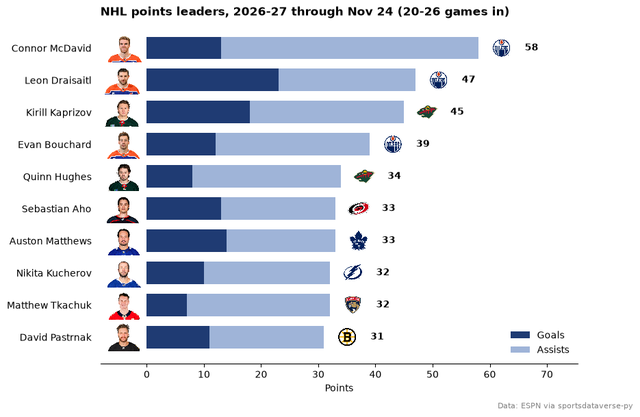 NHL points leaders, 2026-27 through Nov 24 (20-26 games in)
Connor McDavid 58
Leon Draisaitl 47
Kirill Kaprizov 45
Evan Bouchard 39
Quinn Hughes 34
Sebastian Aho 33
Auston Matthews 33
Nikita Kucherov 32
Matthew Tkachuk 32
David Pastrnak B 31
Goals
Assists
0 10 20 30 40 50 60 70
Points
Data: ESPN via sportsdataverse-py